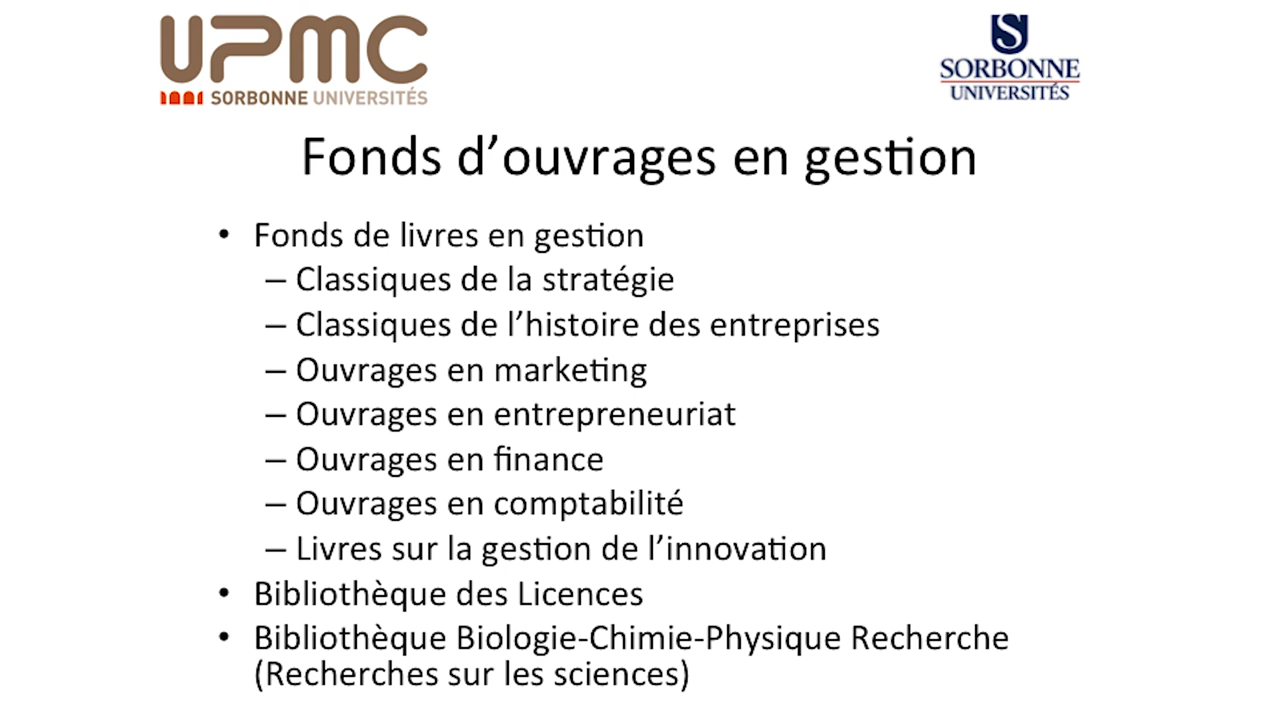 UPMC
SORBONNE UNIVERSITÉS
S
SORBONNE
UNIVERSITÉS
Fonds d’ouvrages en gestion
• Fonds de livres en gestion
– Classiques de la stratégie
– Classiques de l’histoire des entreprises
– Ouvrages en marketing
– Ouvrages en entrepreneuriat
– Ouvrages en finance
– Ouvrages en comptabilité
– Livres sur la gestion de l’innovation
• Bibliothèque des Licences
• Bibliothèque Biologie-Chimie-Physique Recherche
(Recherches sur les sciences)